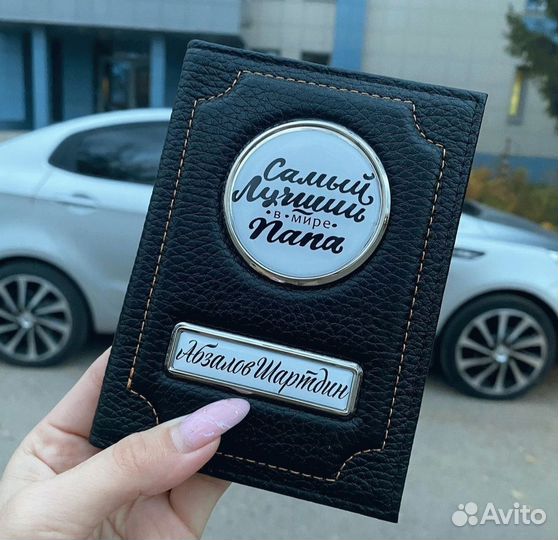 Самый
Лучший
в мире
Папа
Абзалов Шартдин
Avito